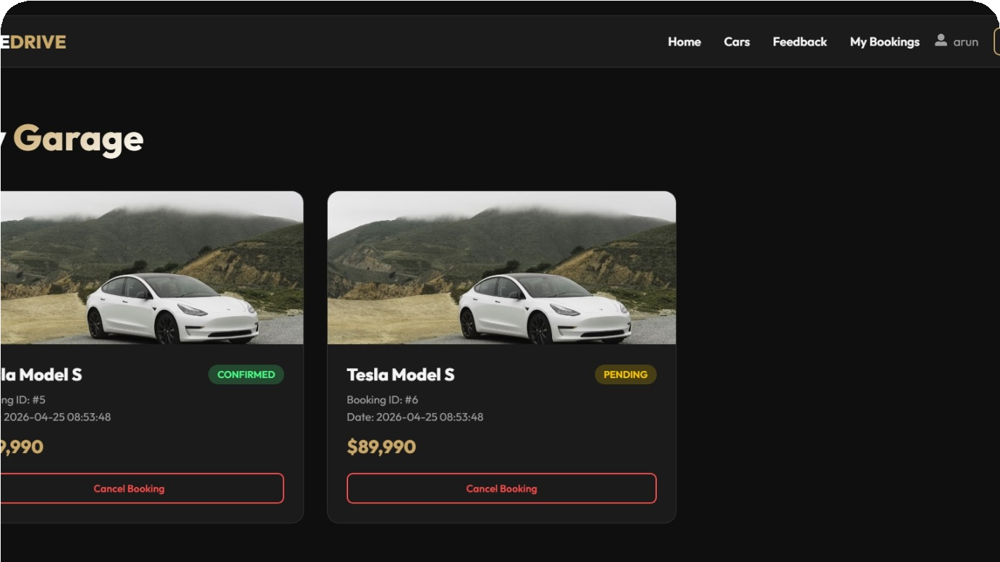 EDRIVE
Home Cars Feedback My Bookings arun
Garage
la Model S CONFIRMED
ng ID: #5
: 2026-04-25 08:53:48
9,990
Cancel Booking
Tesla Model S PENDING
Booking ID: #6
Date: 2026-04-25 08:53:48
$89,990
Cancel Booking